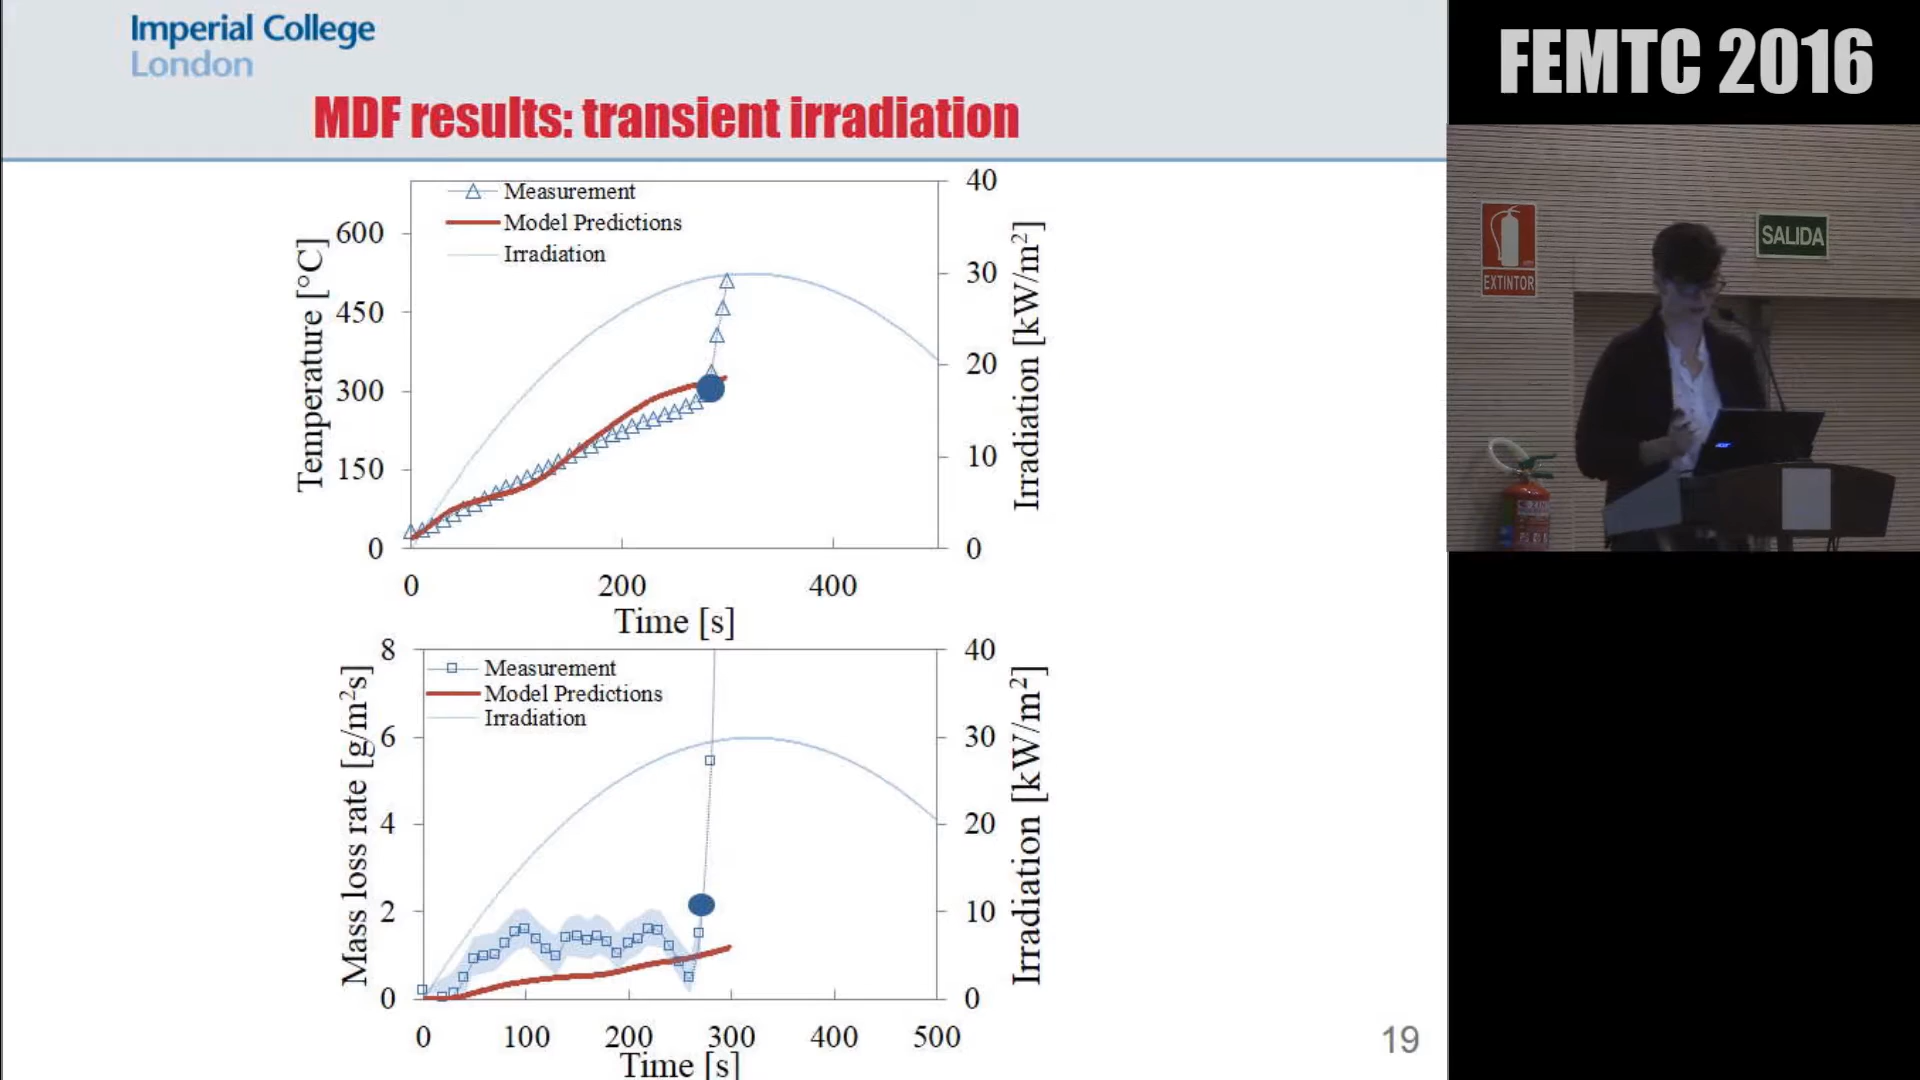 Imperial College
London
MDF results: transient irradiation
Measurement
Model Predictions
Irradiation
Temperature [°C]
600
450
300
150
0
40
30
20
10
0
Irradiation [kW/m²]
0
200
400
Time [s]
Measurement
Model Predictions
Irradiation
Mass loss rate [g/m²s]
8
6
4
2
0
40
30
20
10
0
Irradiation [kW/m²]
0
100
200
300
400
500
Time [s]
19
FEMTC 2016
EXTINTOR
SALIDA
acer